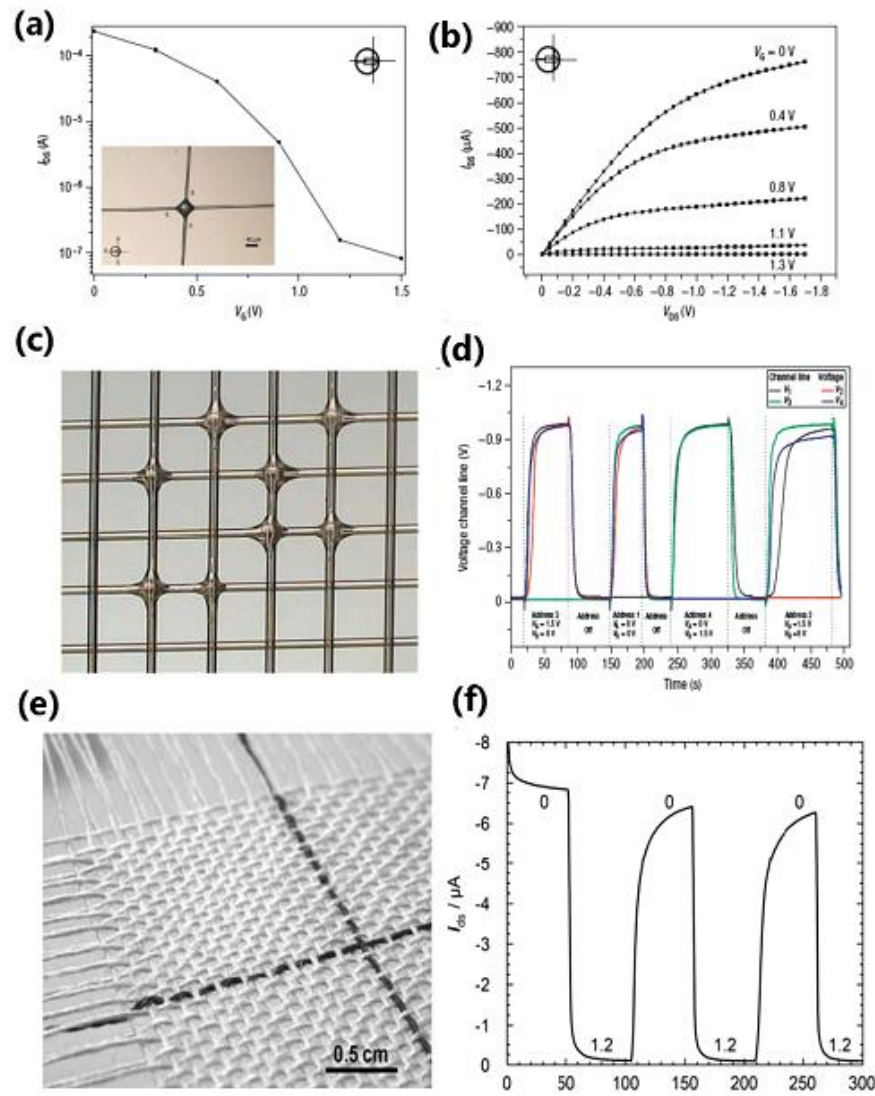 (a)
10⁻⁴
10⁻⁵
10⁻⁶
10⁻⁷
I_DS (A)
0
0.5
1.0
1.5
V_G (V)
(b)
-900
-800
-700
-600
-500
-400
-300
-200
-100
0
I_DS (μA)
V_G = 0 V
0.4 V
0.8 V
1.1 V
1.3 V
0 -0.2 -0.4 -0.6 -0.8 -1.0 -1.2 -1.4 -1.6 -1.8
V_DS (V)
(c)
(d)
-1.2
-0.9
-0.6
-0.3
0
Voltage channel line (V)
Channel line Voltage
Address
Off
Address
Off
Address 4
Address
Off
0 50 100 150 200 250 300 350 400 450 500
Time (s)
(e)
0.5 cm
(f)
-8
-7
-6
-5
-4
-3
-2
-1
0
I_ds / μA
0
0
0
1.2
1.2
1.2
0 50 100 150 200 250 300